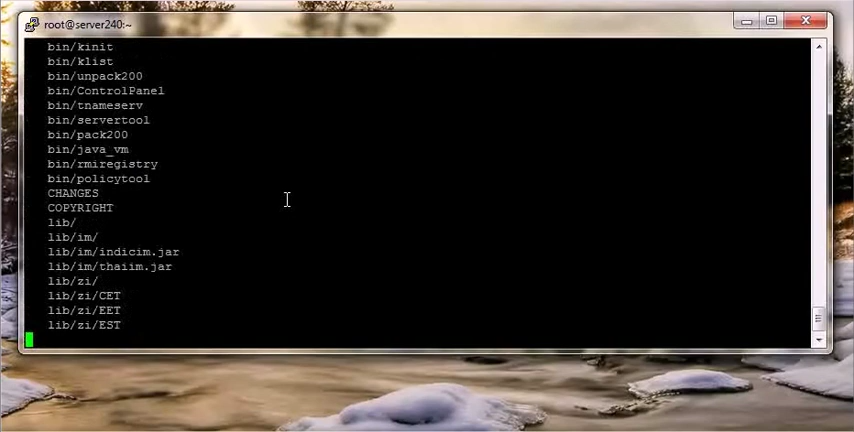 root@server240:~
bin/kinit
bin/klist
bin/unpack200
bin/ControlPanel
bin/tnameserv
bin/servertool
bin/pack200
bin/java_vm
bin/rmiregistry
bin/policytool
CHANGES
COPYRIGHT
lib/
lib/im/
lib/im/indicim.jar
lib/im/thaiim.jar
lib/zi/
lib/zi/CET
lib/zi/EET
lib/zi/EST